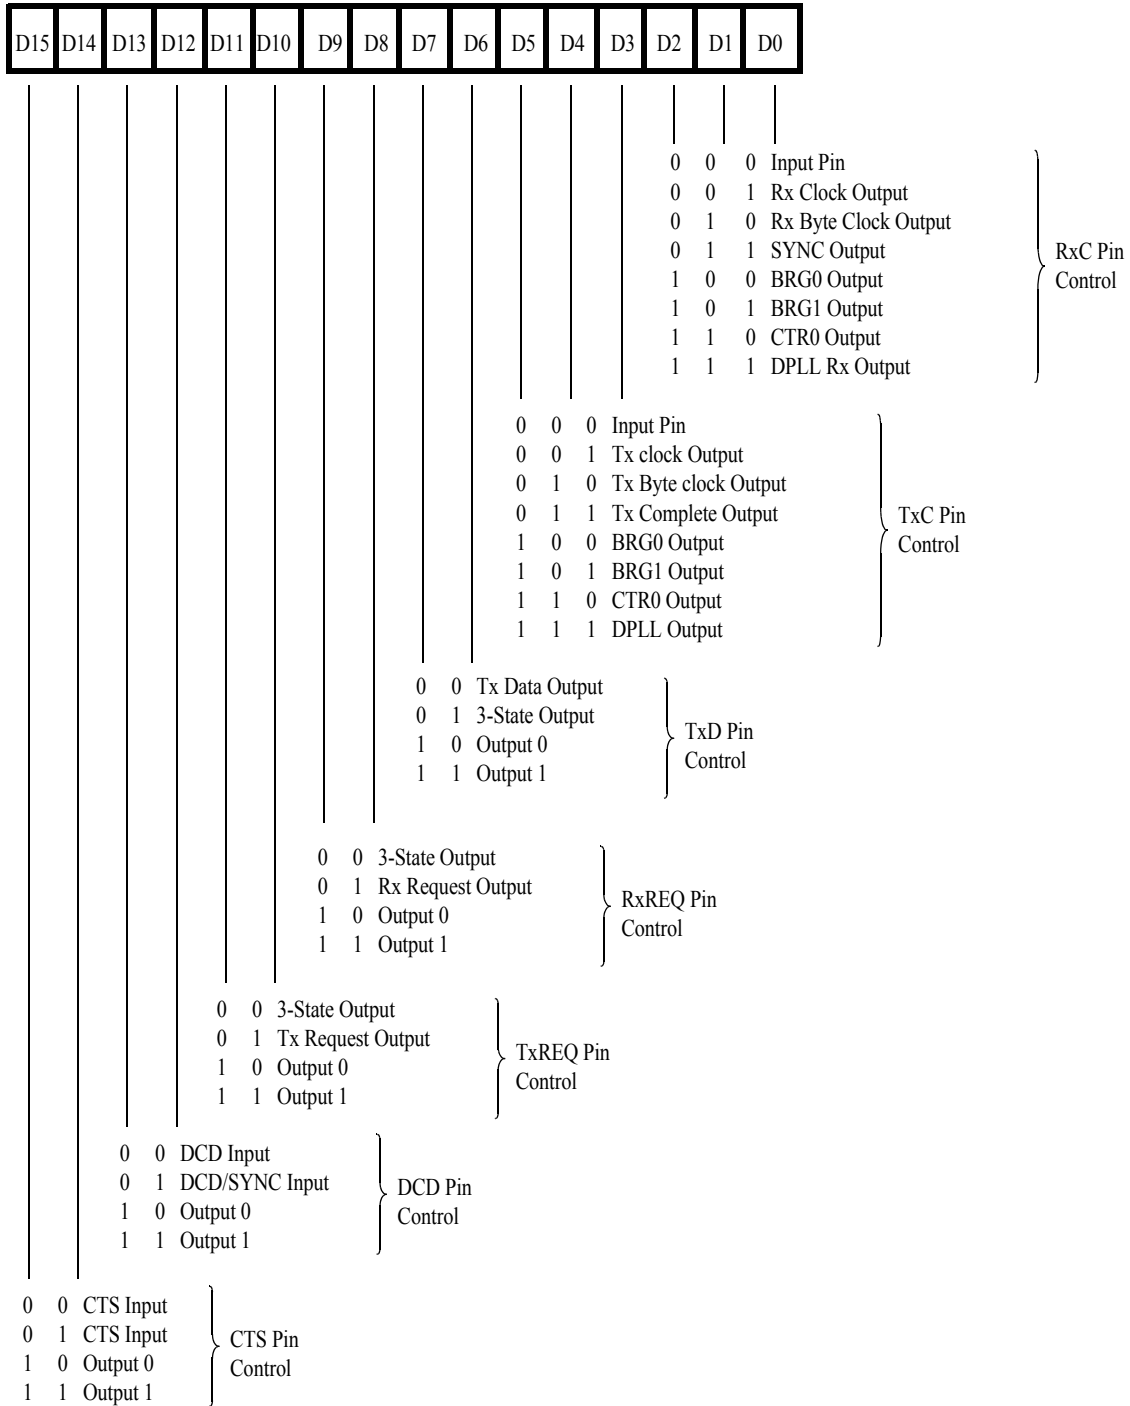 D15 D14 D13 D12 D11 D10 D9 D8 D7 D6 D5 D4 D3 D2 D1 D0
0 0 0 Input Pin
0 0 1 Rx Clock Output
0 1 0 Rx Byte Clock Output
0 1 1 SYNC Output
1 0 0 BRG0 Output
1 0 1 BRG1 Output
1 1 0 CTR0 Output
1 1 1 DPLL Rx Output
RxC Pin
Control
0 0 0 Input Pin
0 0 1 Tx clock Output
0 1 0 Tx Byte clock Output
0 1 1 Tx Complete Output
1 0 0 BRG0 Output
1 0 1 BRG1 Output
1 1 0 CTR0 Output
1 1 1 DPLL Output
TxC Pin
Control
0 0 Tx Data Output
0 1 3-State Output
1 0 Output 0
1 1 Output 1
TxD Pin
Control
0 0 3-State Output
0 1 Rx Request Output
1 0 Output 0
1 1 Output 1
RxREQ Pin
Control
0 0 3-State Output
0 1 Tx Request Output
1 0 Output 0
1 1 Output 1
TxREQ Pin
Control
0 0 DCD Input
0 1 DCD/SYNC Input
1 0 Output 0
1 1 Output 1
DCD Pin
Control
0 0 CTS Input
0 1 CTS Input
1 0 Output 0
1 1 Output 1
CTS Pin
Control